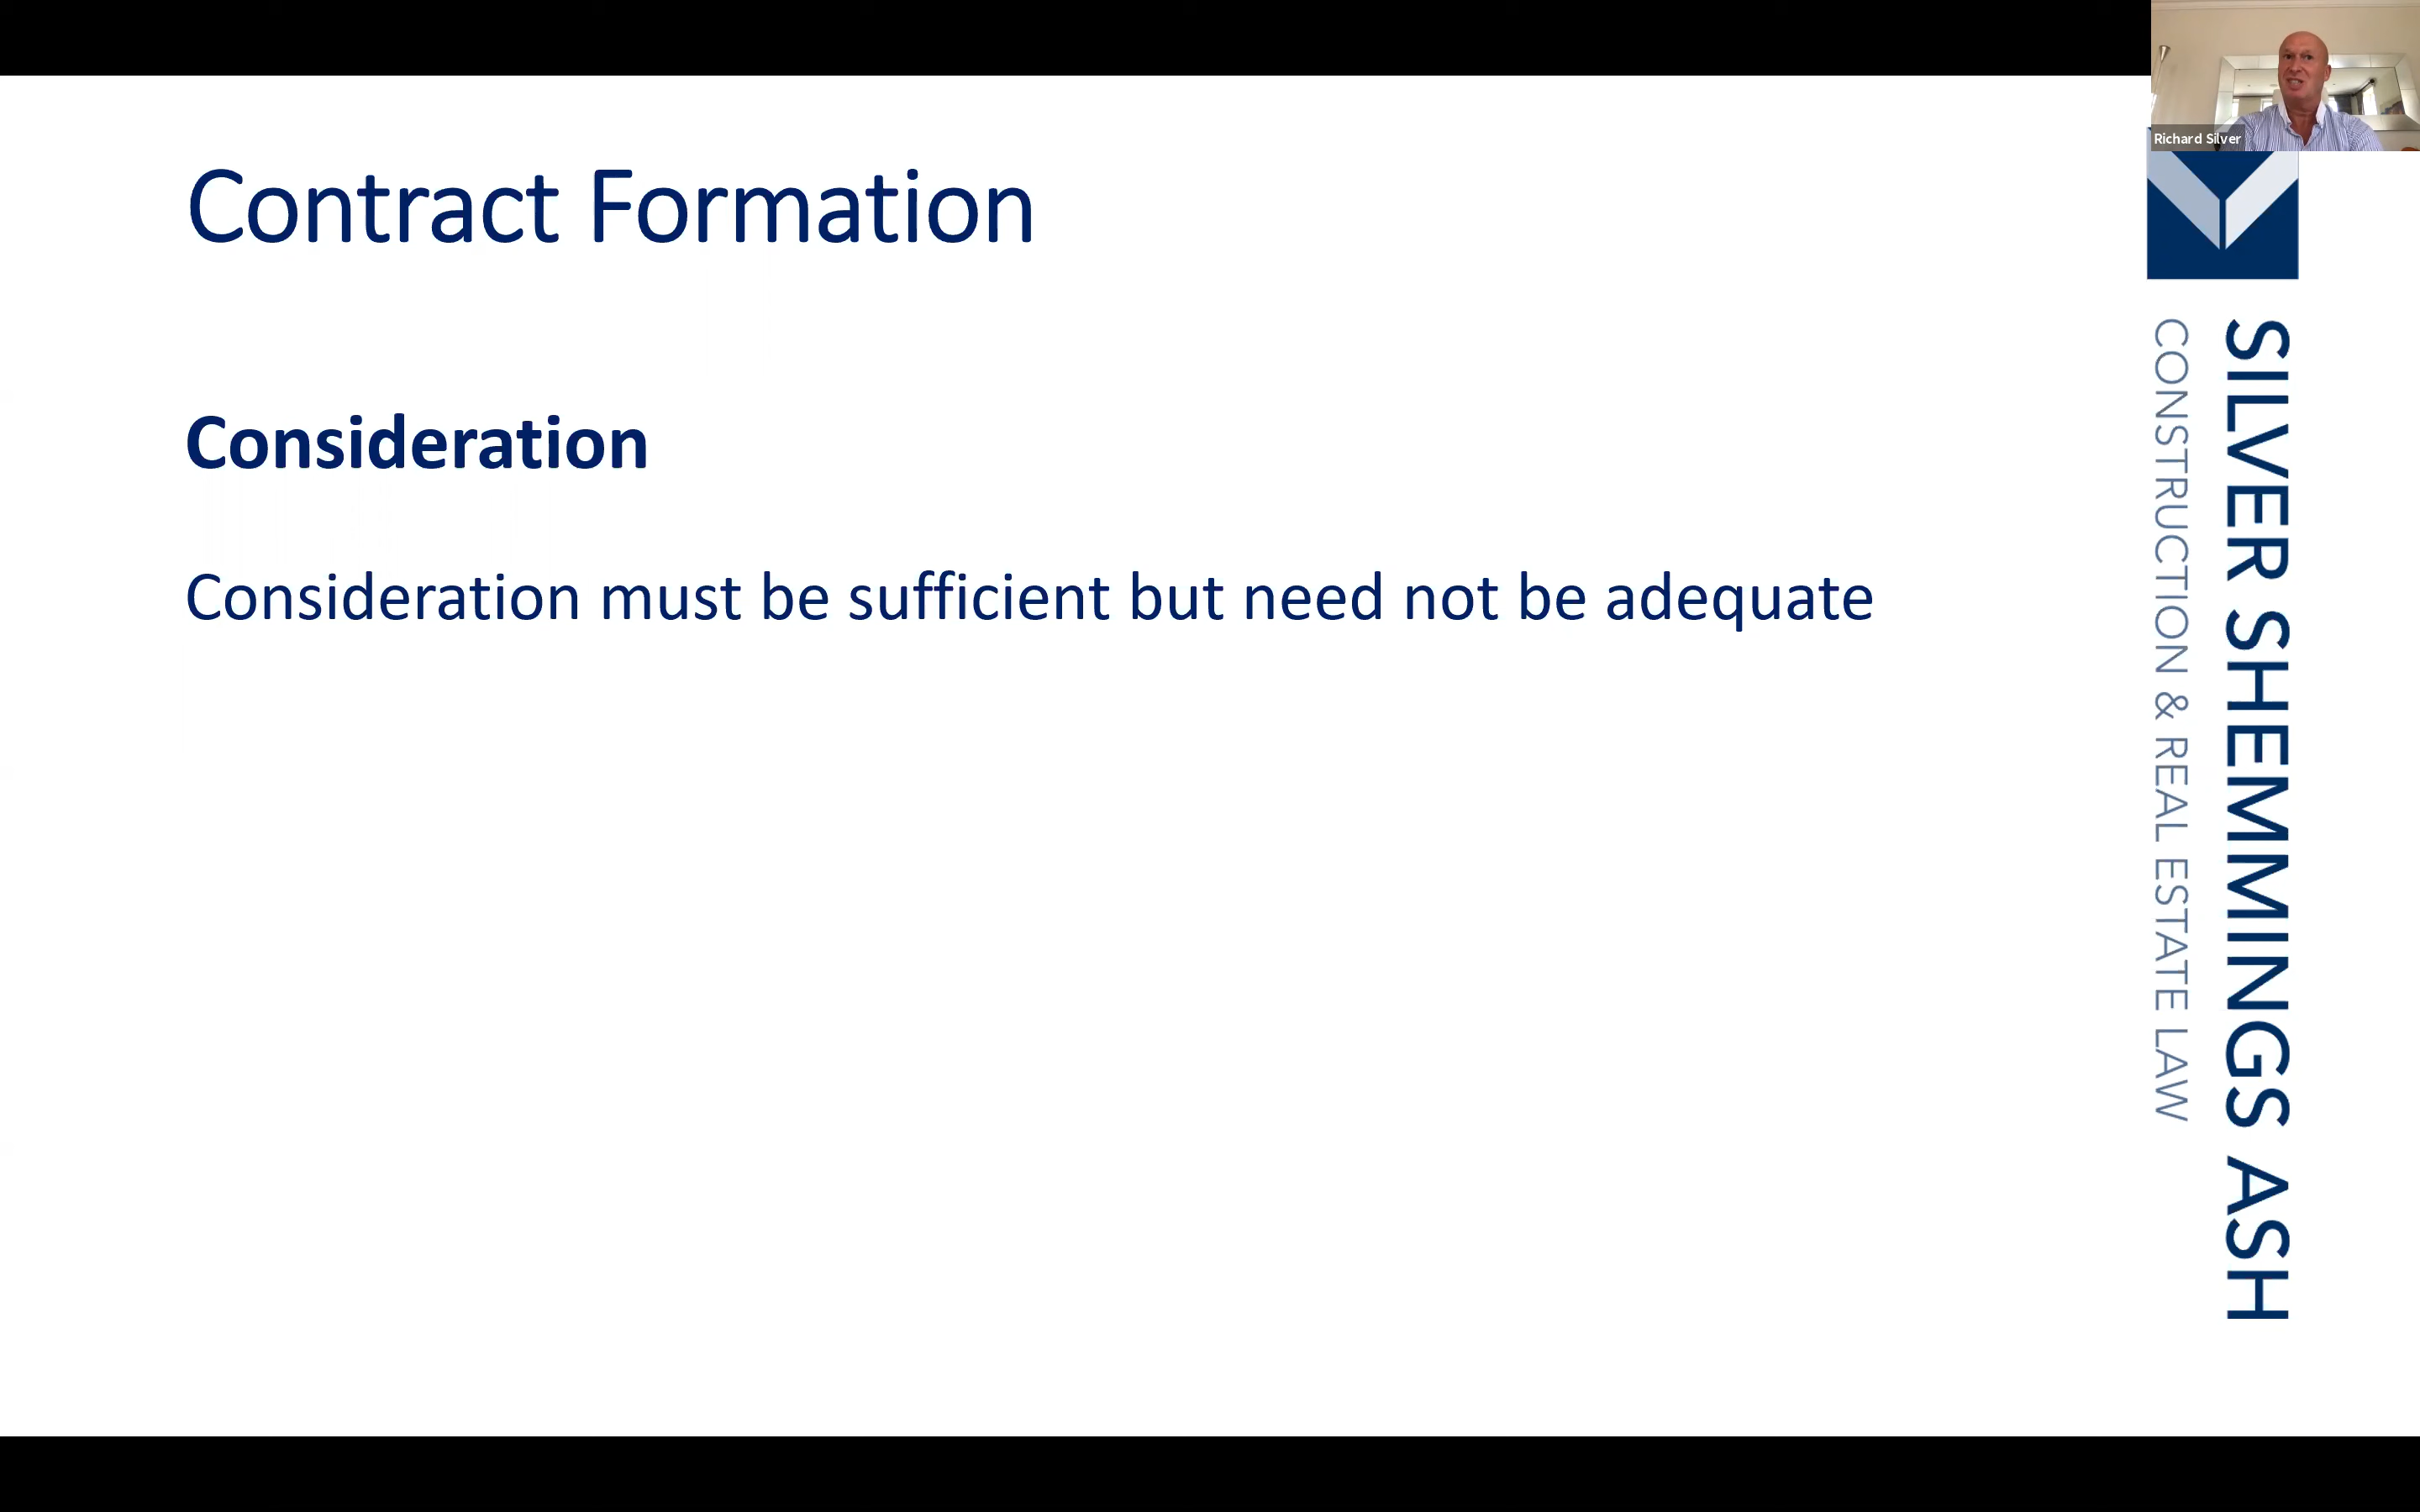 Contract Formation
Consideration
Consideration must be sufficient but need not be adequate
Richard Silver
SILVER SHEMMINGS ASH
CONSTRUCTION & REAL ESTATE LAW